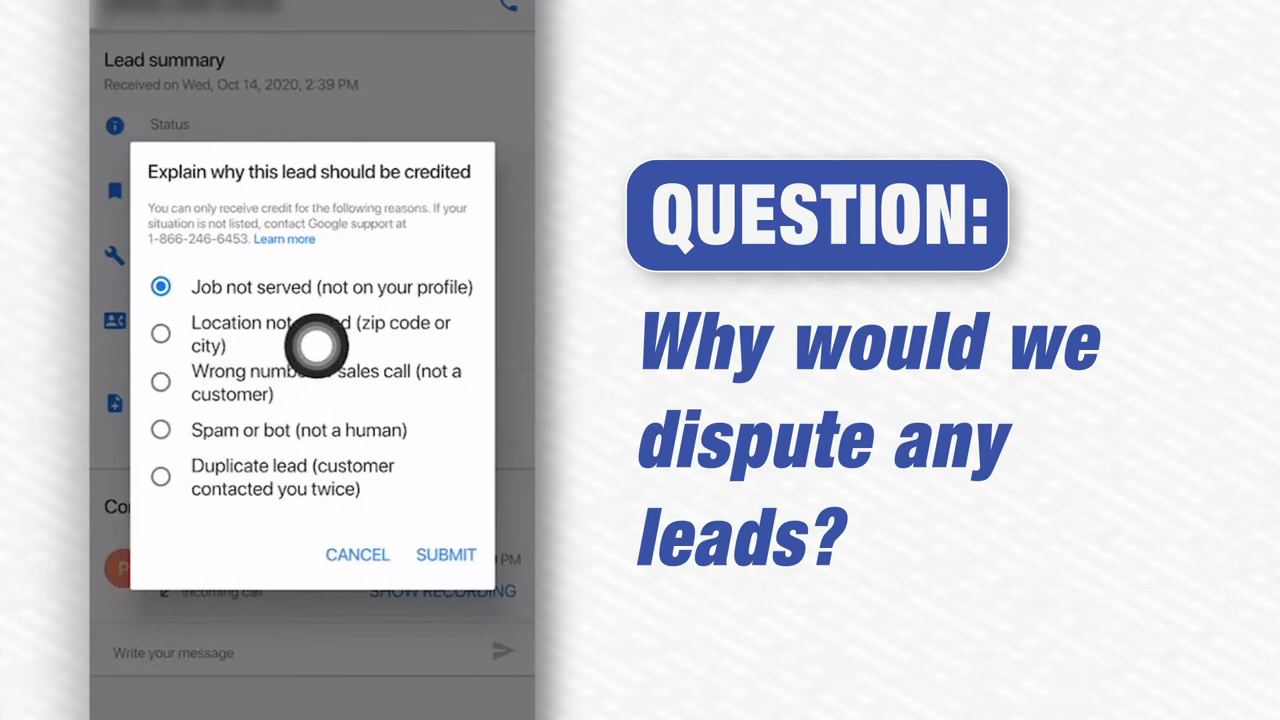 Lead summary
Received on Wed, Oct 14, 2020, 2:39 PM
Status
Explain why this lead should be credited
You can only receive credit for the following reasons. If your
situation is not listed, contact Google support at
1-866-246-6453. Learn more
Job not served (not on your profile)
Location not (zip code or
city)
Wrong sales call (not a
customer)
Spam or bot (not a human)
Duplicate lead (customer
contacted you twice)
CANCEL SUBMIT
PM
Incoming call SHOW RECORDING
Write your message
QUESTION:
Why would we
dispute any
leads?